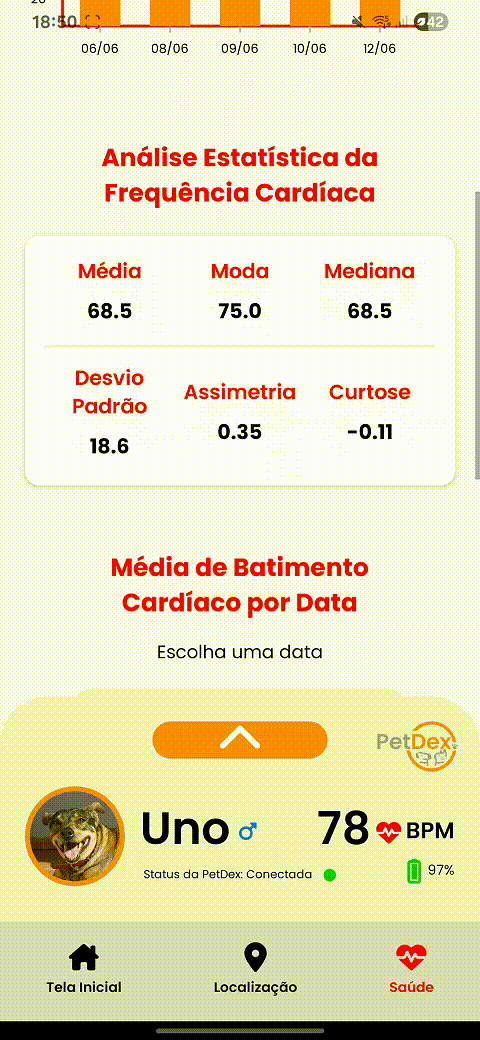 18:50
42
06/06 08/06 09/06 10/06 12/06
Análise Estatística da
Frequência Cardíaca
Média Moda Mediana
68.5 75.0 68.5
Desvio
Padrão
Assimetria Curtose
18.6 0.35 -0.11
Média de Batimento
Cardíaco por Data
Escolha uma data
PetDex
Uno ♂ 78 BPM
Status da PetDex: Conectada 97%
Tela Inicial Localização Saúde